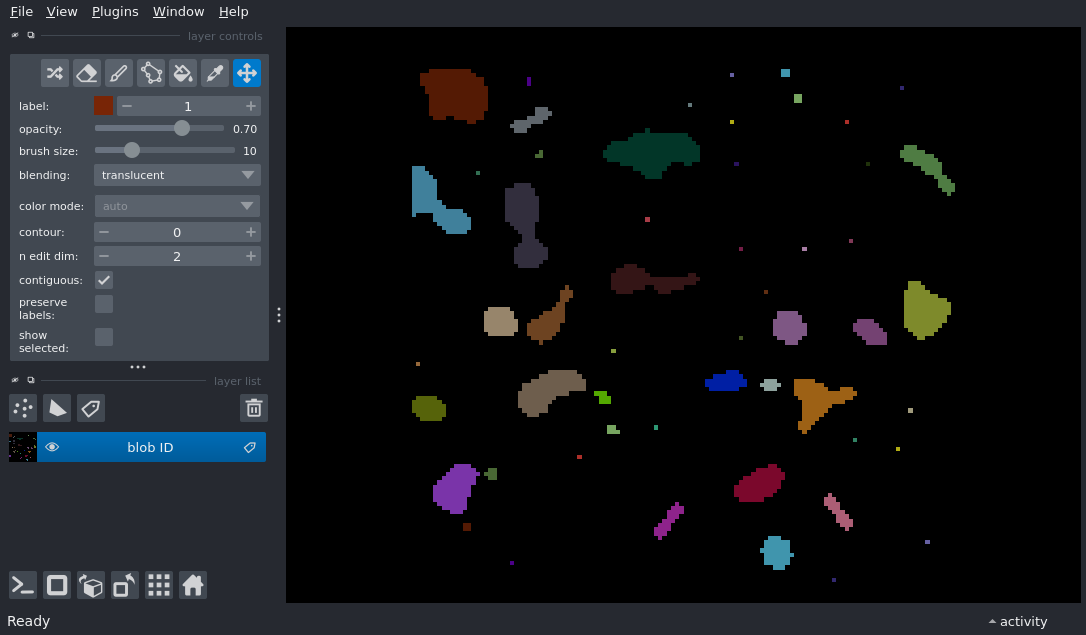 File View Plugins Window Help
layer controls
label: 1
opacity: 0.70
brush size: 10
blending: translucent
color mode: auto
contour: 0
n edit dim: 2
contiguous:
preserve
labels:
show
selected:
layer list
blob ID
Ready
activity